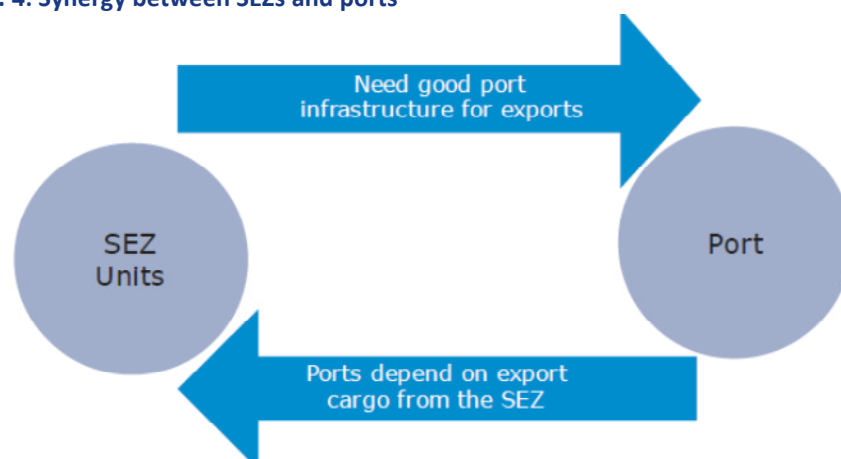 . 4. Synergy between SEZs and ports
Need good port
infrastructure for exports
SEZ
Units
Port
Ports depend on export
cargo from the SEZ